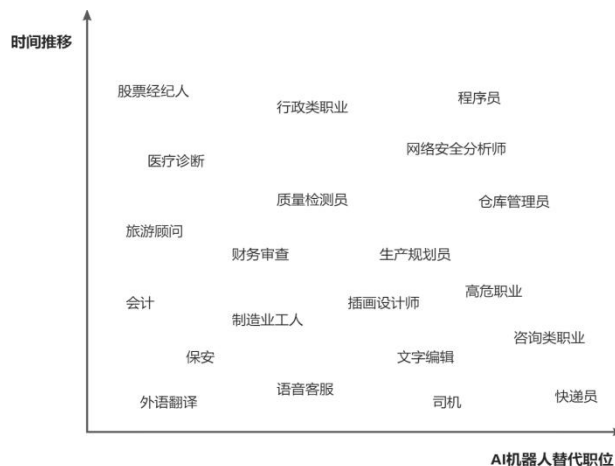 时间推移
股票经纪人
行政类职业
程序员
医疗诊断
网络安全分析师
质量检测员
仓库管理员
旅游顾问
财务审查
生产规划员
会计
制造业工人
插画设计师
高危职业
咨询类职业
保安
文字编辑
外语翻译
语音客服
司机
快递员
AI机器人替代职位